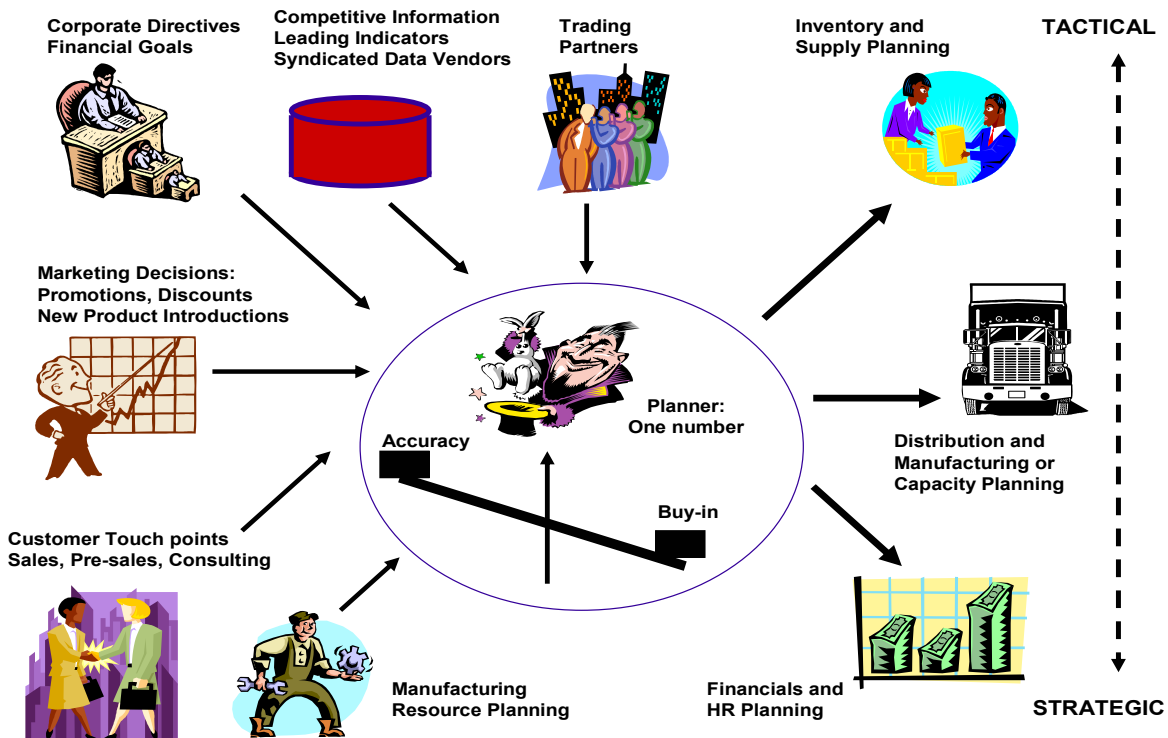 Corporate Directives
Financial Goals
Competitive Information
Leading Indicators
Syndicated Data Vendors
Trading
Partners
Inventory and
Supply Planning
TACTICAL
Marketing Decisions:
Promotions, Discounts
New Product Introductions
Planner:
One number
Accuracy
Buy-in
Distribution and
Manufacturing or
Capacity Planning
Customer Touch points
Sales, Pre-sales, Consulting
Manufacturing
Resource Planning
Financials and
HR Planning
STRATEGIC